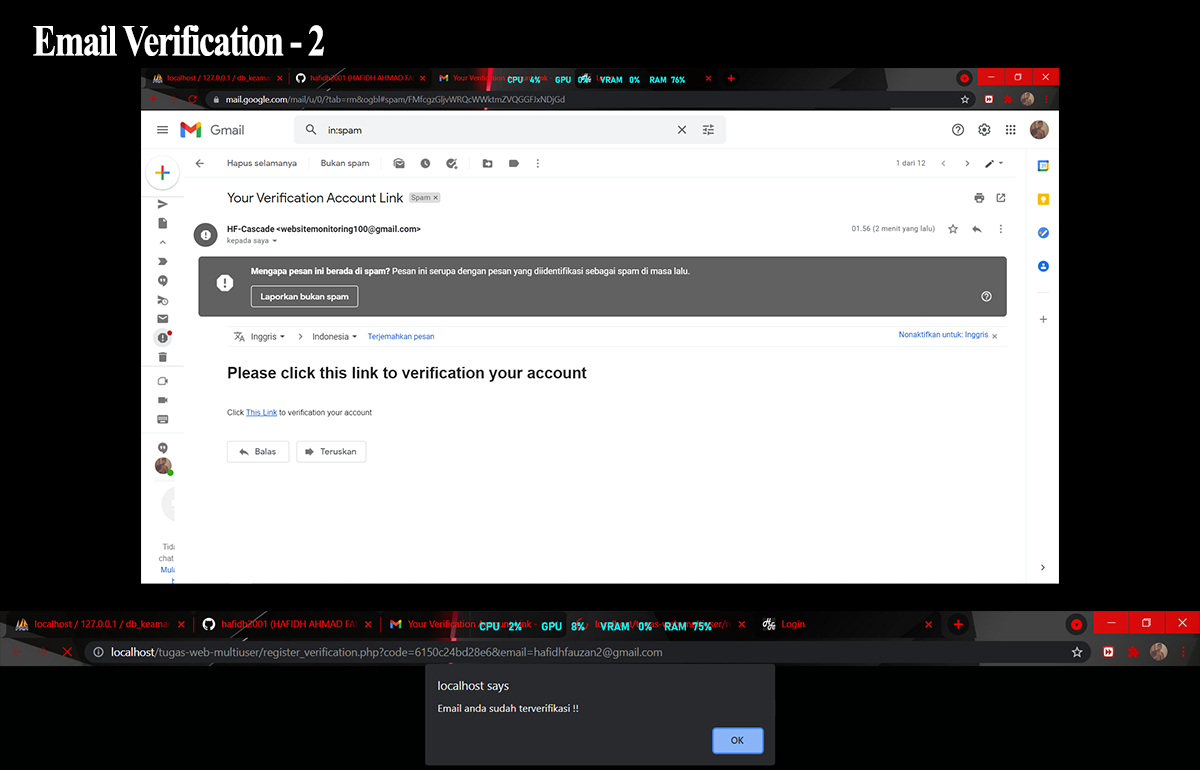 Email Verification - 2
localhost / 127.0.0.1 / db_keama
hafidh2001 (HAFIDH AHMAD FA
CPU 4% GPU 0% VRAM 0% RAM 76%
mail.google.com/mail/u/0/?tab=rm&ogbl#spam/FMfcgzGljvWRQcWWktmZVQGGFJxNDjGd
Gmail
in:spam
Hapus selamanya
Bukan spam
1 dari 12
Your Verification Account Link
Spam ×
HF-Cascade <websitemonitoring100@gmail.com>
01.56 (2 menit yang lalu)
kepada saya
Mengapa pesan ini berada di spam? Pesan ini serupa dengan pesan yang diidentifikasi sebagai spam di masa lalu.
Laporkan bukan spam
Inggris
Indonesia
Terjemahkan pesan
Nonaktifkan untuk: Inggris
Please click this link to verification your account
Click This Link to verification your account
Balas
Teruskan
Tida
chat
Mula
localhost / 127.0.0.1 / db_keama
hafidh2001 (HAFIDH AHMAD FA
CPU 2% GPU 8% VRAM 0% RAM 75%
Login
localhost/tugas-web-multiuser/register_verification.php?code=6150c24bd28e6&email=hafidhfauzan2@gmail.com
localhost says
Email anda sudah terverifikasi !!
OK